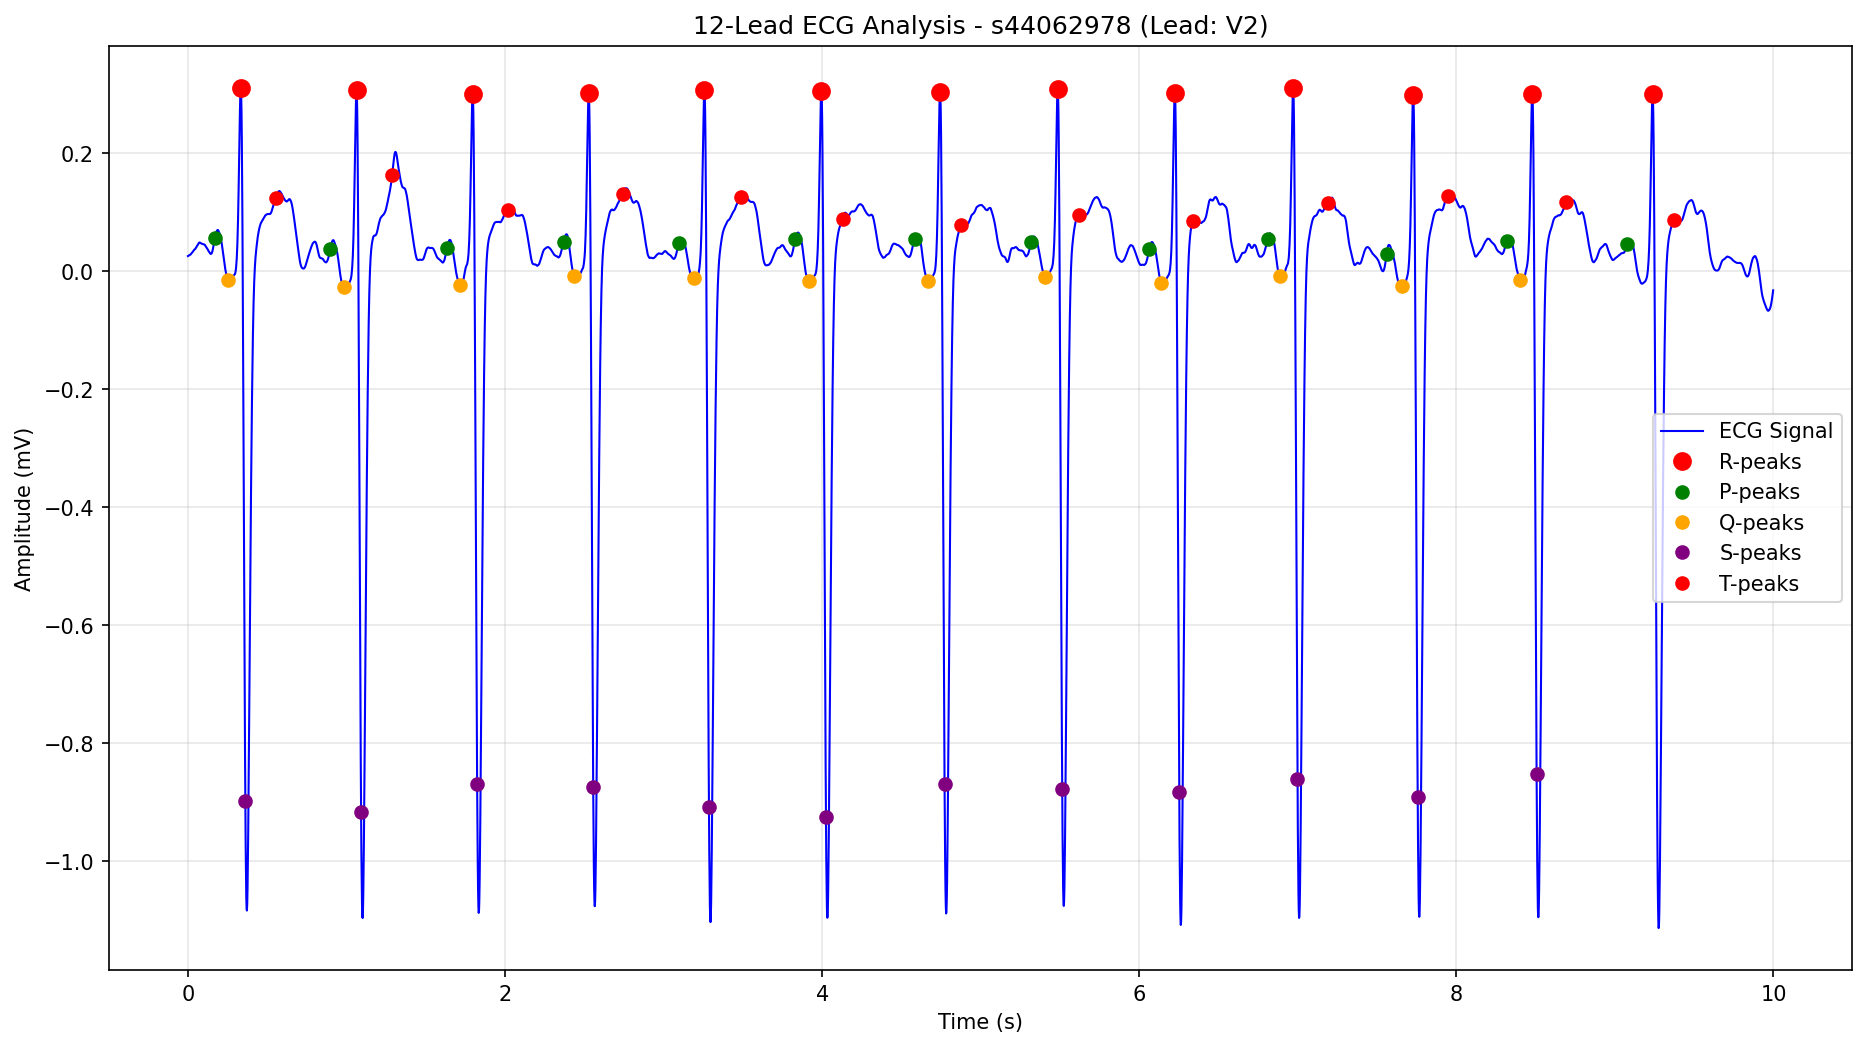 12-Lead ECG Analysis - s44062978 (Lead: V2)
Amplitude (mV)
0.2
0.0
−0.2
−0.4
−0.6
−0.8
−1.0
ECG Signal
R-peaks
P-peaks
Q-peaks
S-peaks
T-peaks
0 2 4 6 8 10
Time (s)